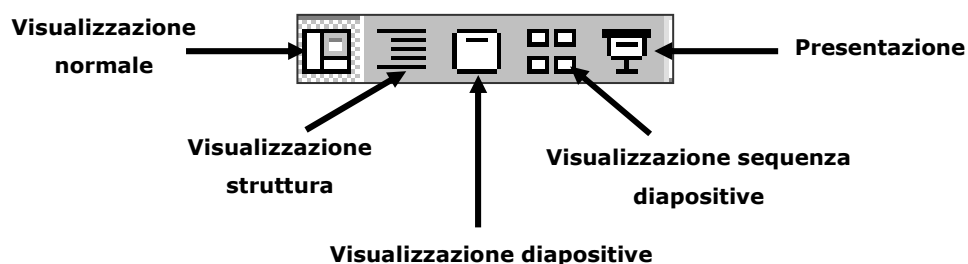 Visualizzazione
normale
Presentazione
Visualizzazione
struttura
Visualizzazione sequenza
diapositive
Visualizzazione diapositive